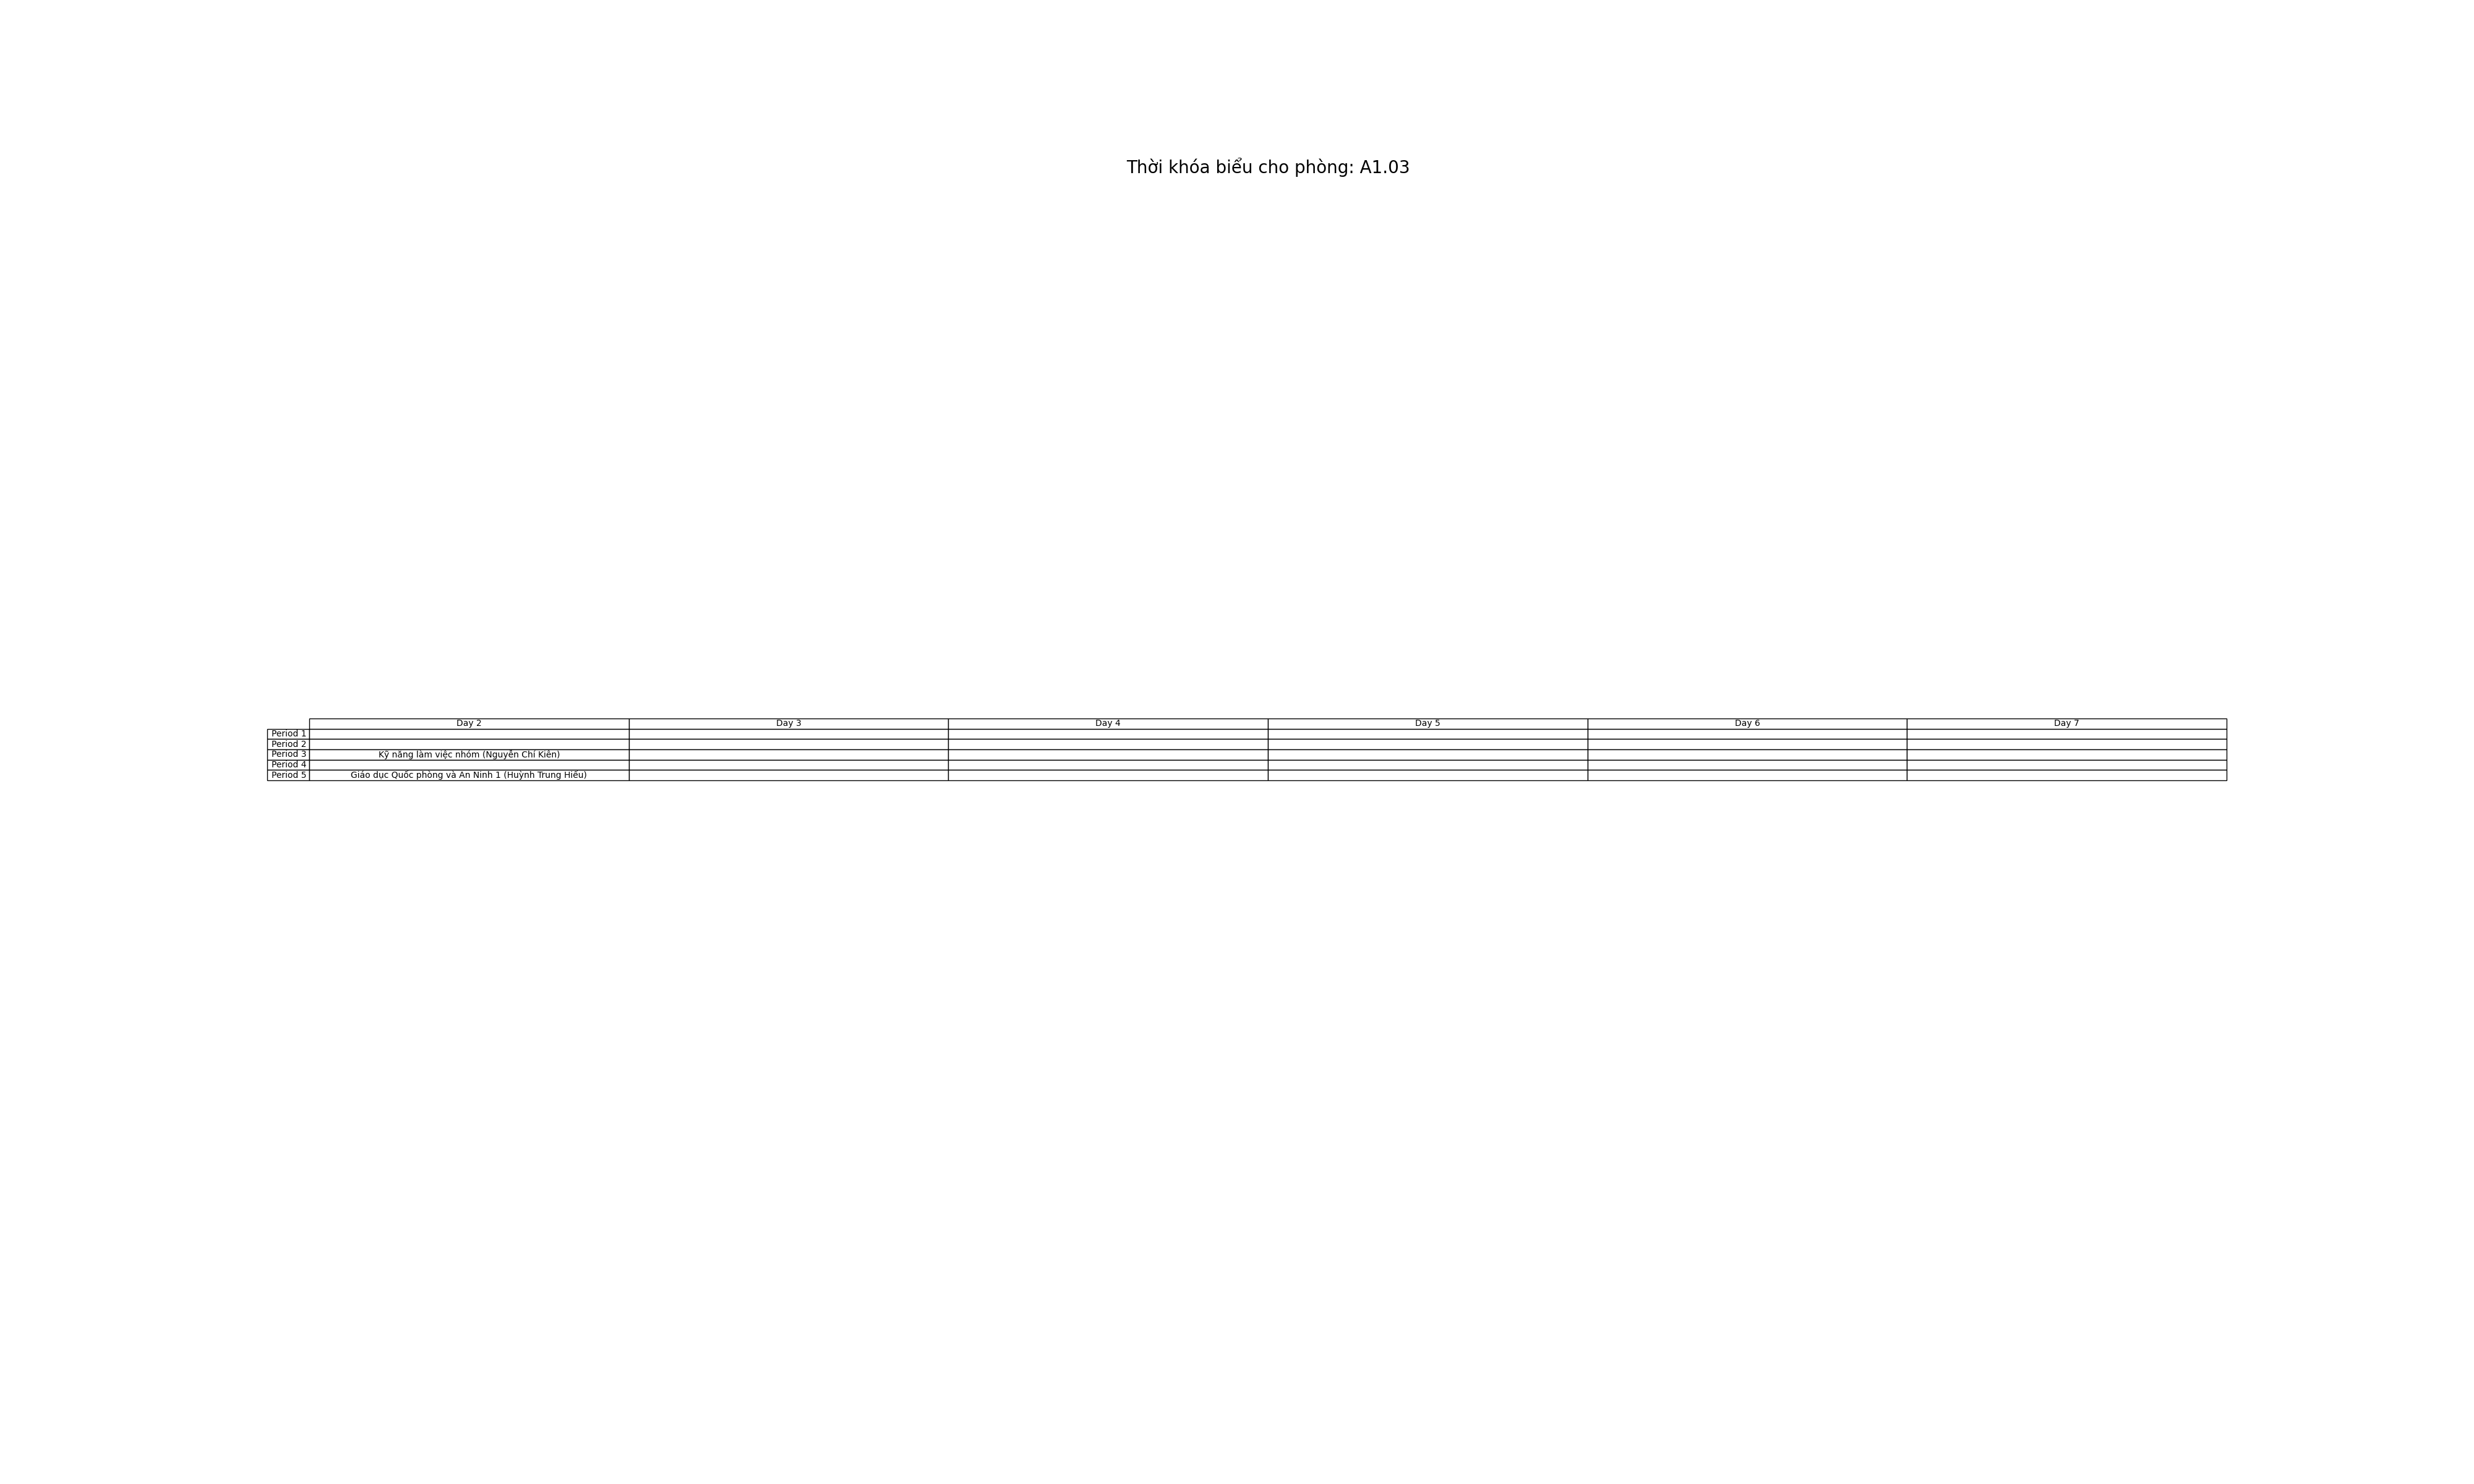 Thời khóa biểu cho phòng: A1.03
Day 2 Day 3 Day 4 Day 5 Day 6 Day 7
Period 1
Period 2
Period 3 Kỹ năng làm việc nhóm (Nguyễn Chí Kiên)
Period 4
Period 5 Giáo dục Quốc phòng và An Ninh 1 (Huỳnh Trung Hiếu)